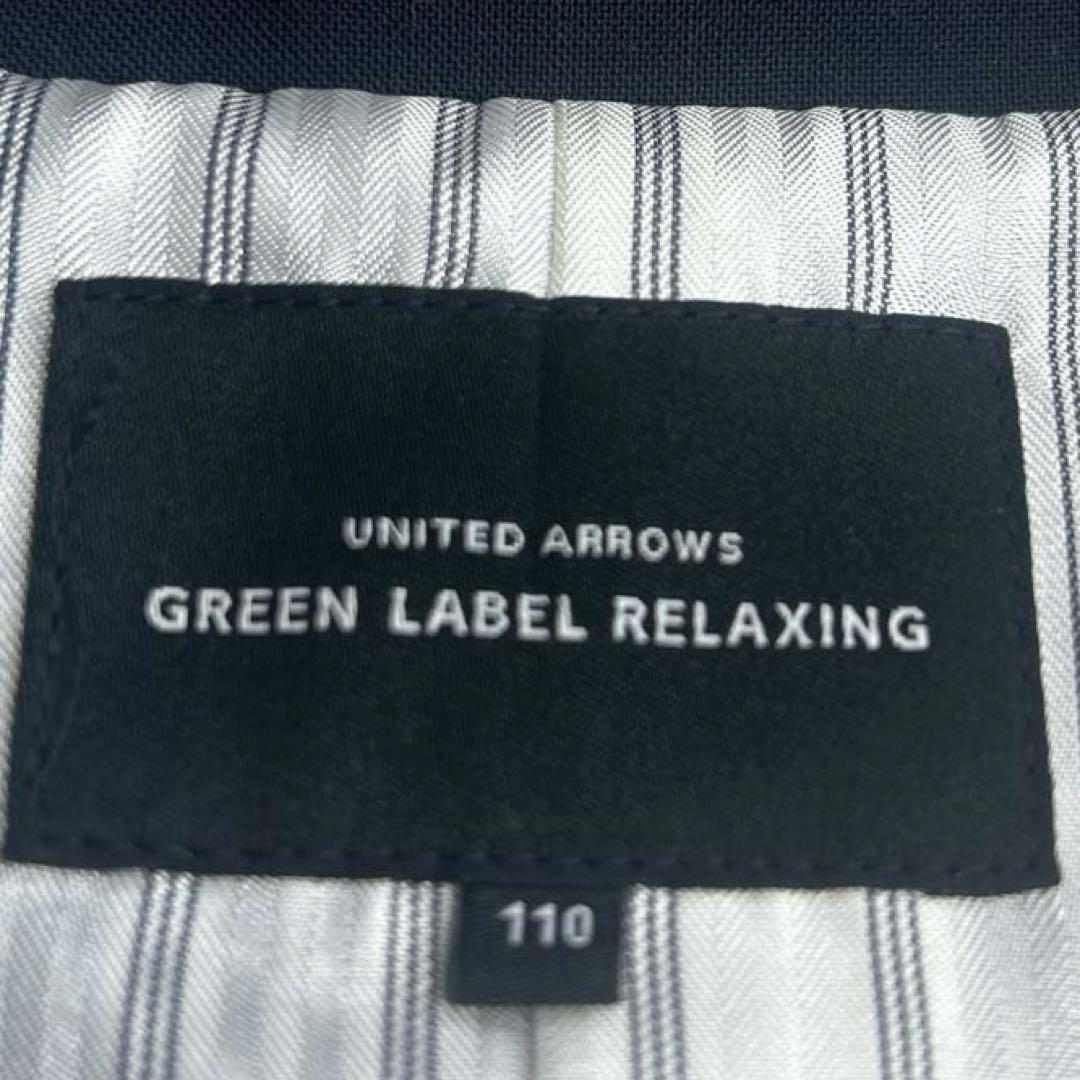 UNITED ARROWS
GREEN LABEL RELAXING
110